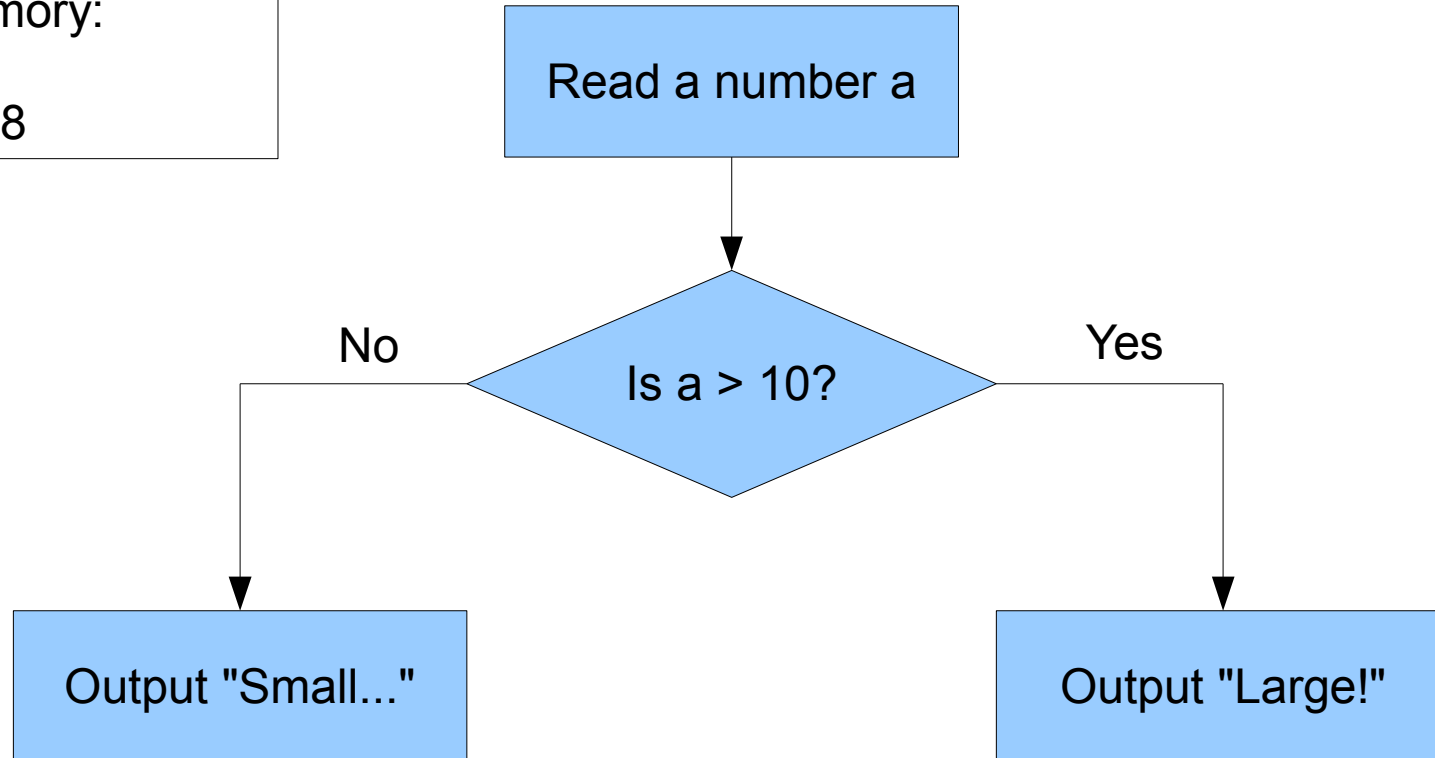 mory:
8
Read a number a
Is a > 10?
No
Yes
Output "Small..."
Output "Large!"